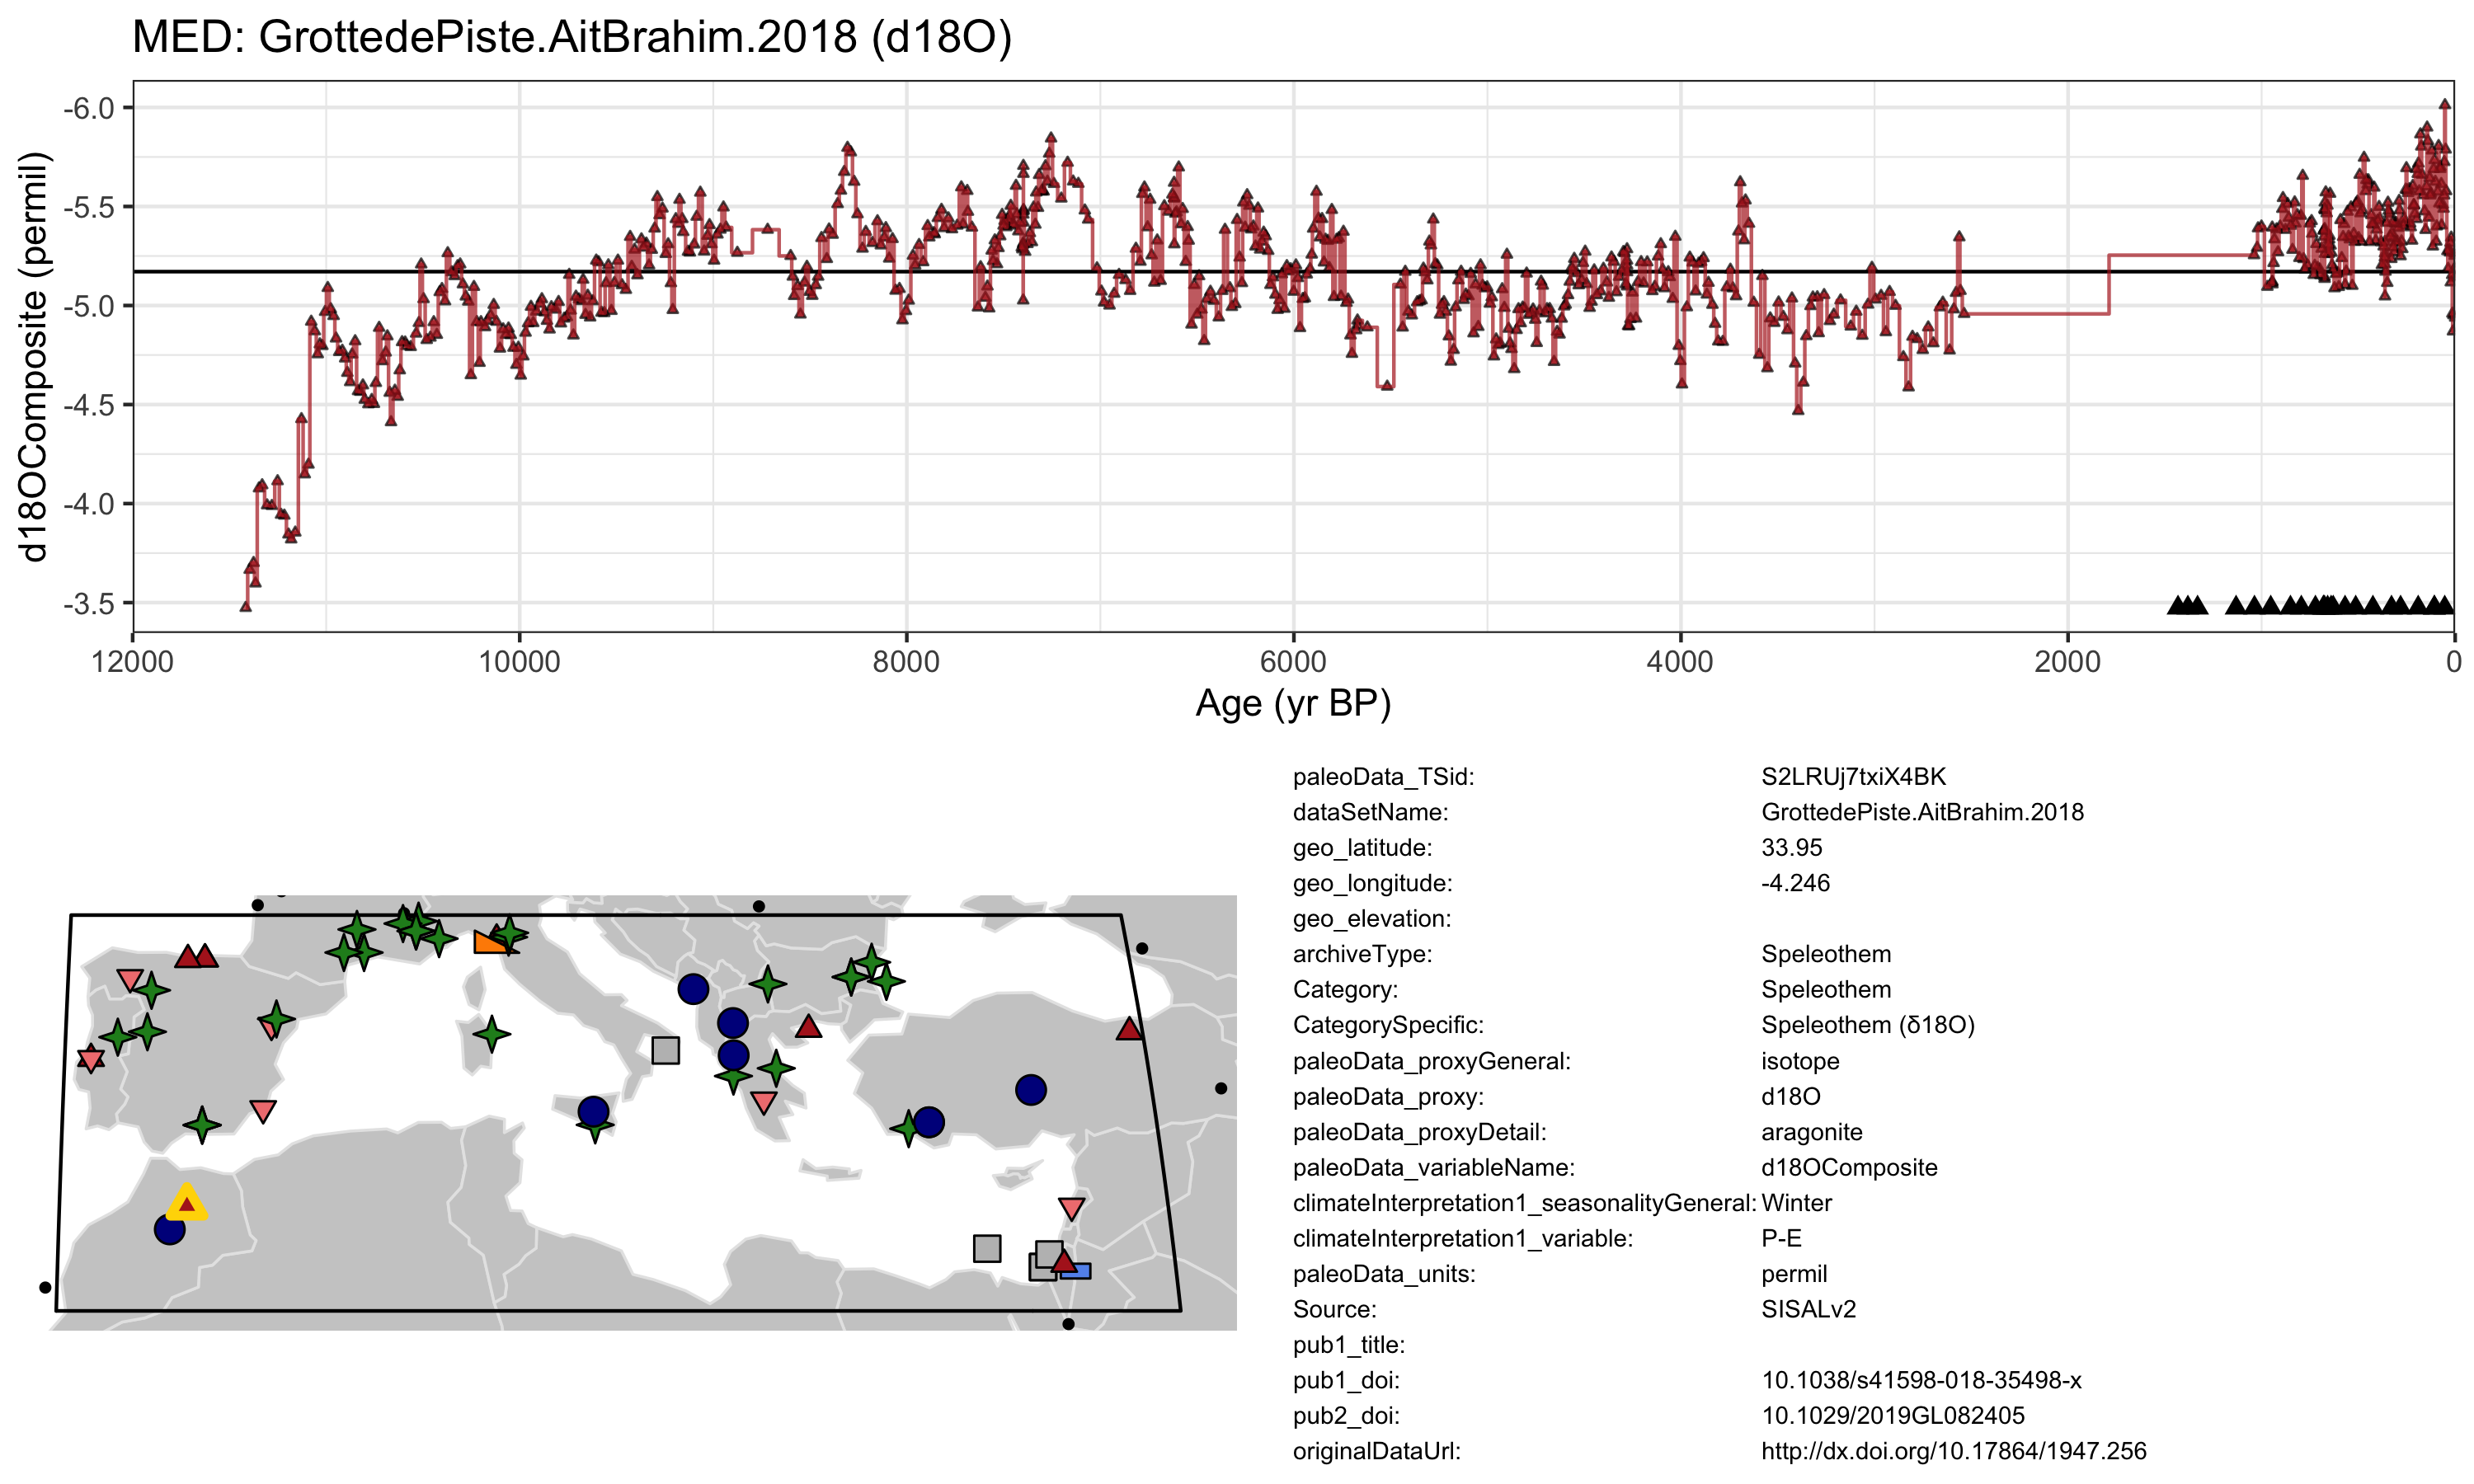 MED: GrottedePiste.AitBrahim.2018 (d18O)
d18OComposite (permil)
-6.0
-5.5
-5.0
-4.5
-4.0
-3.5
12000 10000 8000 6000 4000 2000 0
Age (yr BP)
paleoData_TSid: S2LRUj7txiX4BK
dataSetName: GrottedePiste.AitBrahim.2018
geo_latitude: 33.95
geo_longitude: -4.246
geo_elevation:
archiveType: Speleothem
Category: Speleothem
CategorySpecific: Speleothem (δ18O)
paleoData_proxyGeneral: isotope
paleoData_proxy: d18O
paleoData_proxyDetail: aragonite
paleoData_variableName: d18OComposite
climateInterpretation1_seasonalityGeneral: Winter
climateInterpretation1_variable: P-E
paleoData_units: permil
Source: SISALv2
pub1_title:
pub1_doi: 10.1038/s41598-018-35498-x
pub2_doi: 10.1029/2019GL082405
originalDataUrl: http://dx.doi.org/10.17864/1947.256